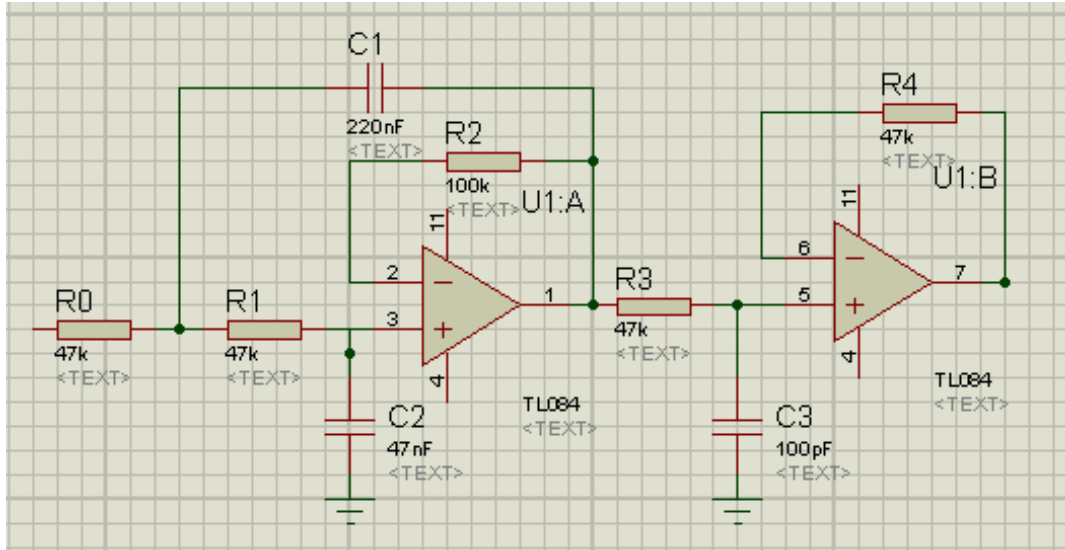 C1
220nF
<TEXT>
R2
100k
<TEXT>
U1:A
11
2
3
1
4
TL084
<TEXT>
R0
47k
<TEXT>
R1
47k
<TEXT>
C2
47nF
<TEXT>
R3
47k
<TEXT>
C3
100pF
<TEXT>
R4
47k
<TEXT>
U1:B
11
6
5
7
4
TL084
<TEXT>